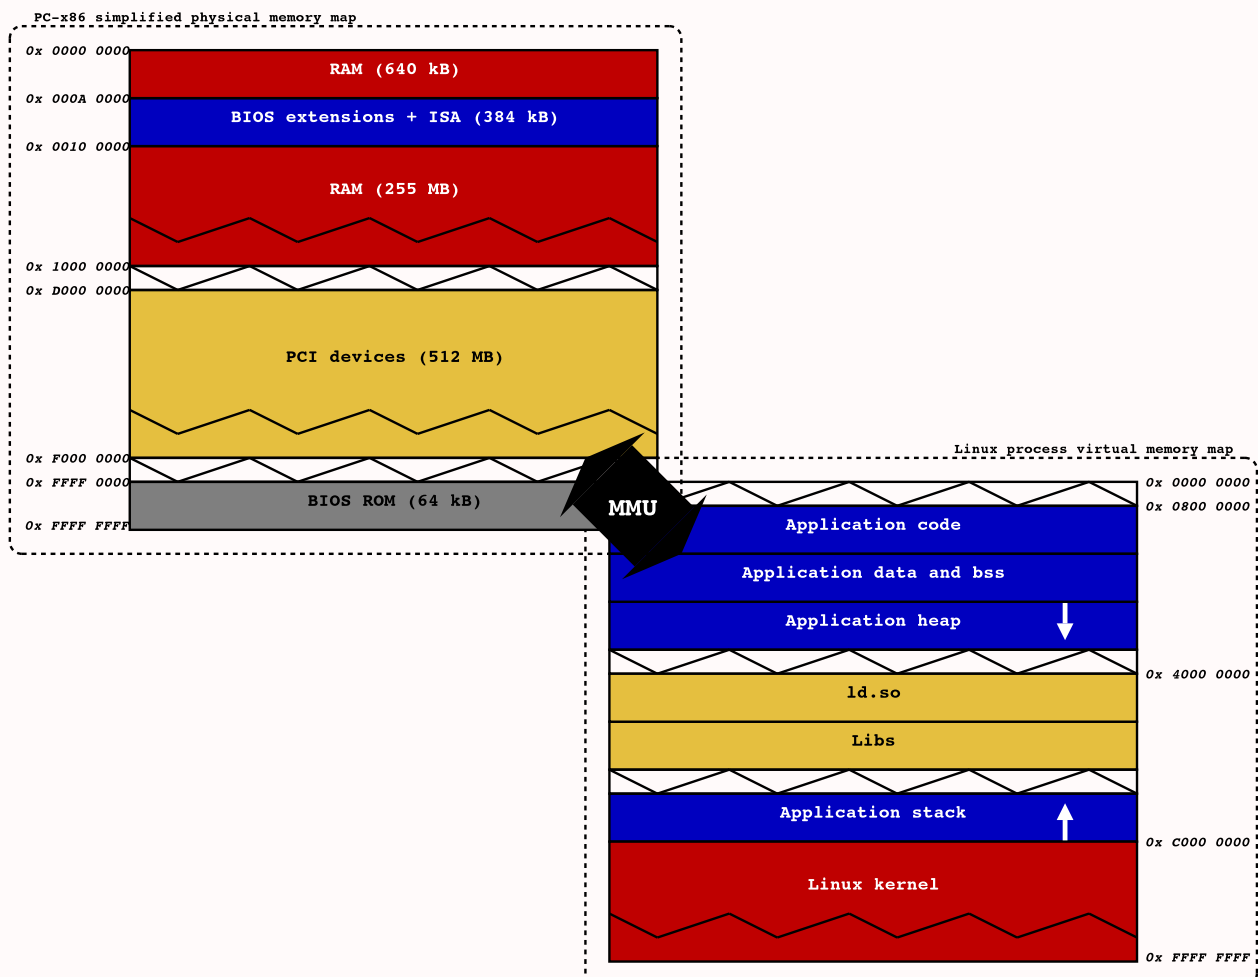 PC-x86 simplified physical memory map
0x 0000 0000
RAM (640 kB)
0x 000A 0000
BIOS extensions + ISA (384 kB)
0x 0010 0000
RAM (255 MB)
0x 1000 0000
0x D000 0000
PCI devices (512 MB)
0x F000 0000
0x FFFF 0000
BIOS ROM (64 kB)
0x FFFF FFFF
MMU
Linux process virtual memory map
0x 0000 0000
0x 0800 0000
Application code
Application data and bss
Application heap
0x 4000 0000
ld.so
Libs
Application stack
0x C000 0000
Linux kernel
0x FFFF FFFF